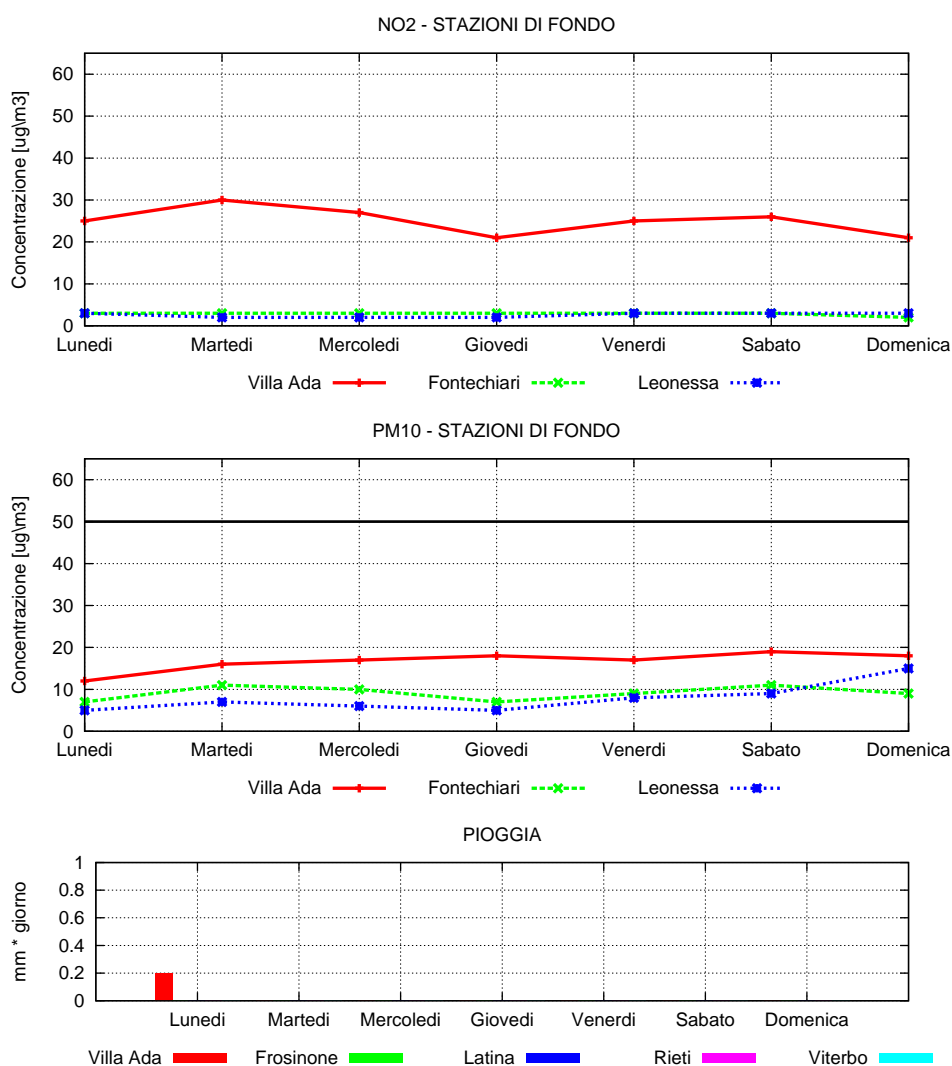 NO2 - STAZIONI DI FONDO
Concentrazione [ug\m3]
60
50
40
30
20
10
0
Lunedi Martedi Mercoledi Giovedi Venerdi Sabato Domenica
Villa Ada Fontechiari Leonessa
PM10 - STAZIONI DI FONDO
Concentrazione [ug\m3]
60
50
40
30
20
10
0
Lunedi Martedi Mercoledi Giovedi Venerdi Sabato Domenica
Villa Ada Fontechiari Leonessa
PIOGGIA
mm * giorno
1
0.8
0.6
0.4
0.2
0
Lunedi Martedi Mercoledi Giovedi Venerdi Sabato Domenica
Villa Ada Frosinone Latina Rieti Viterbo